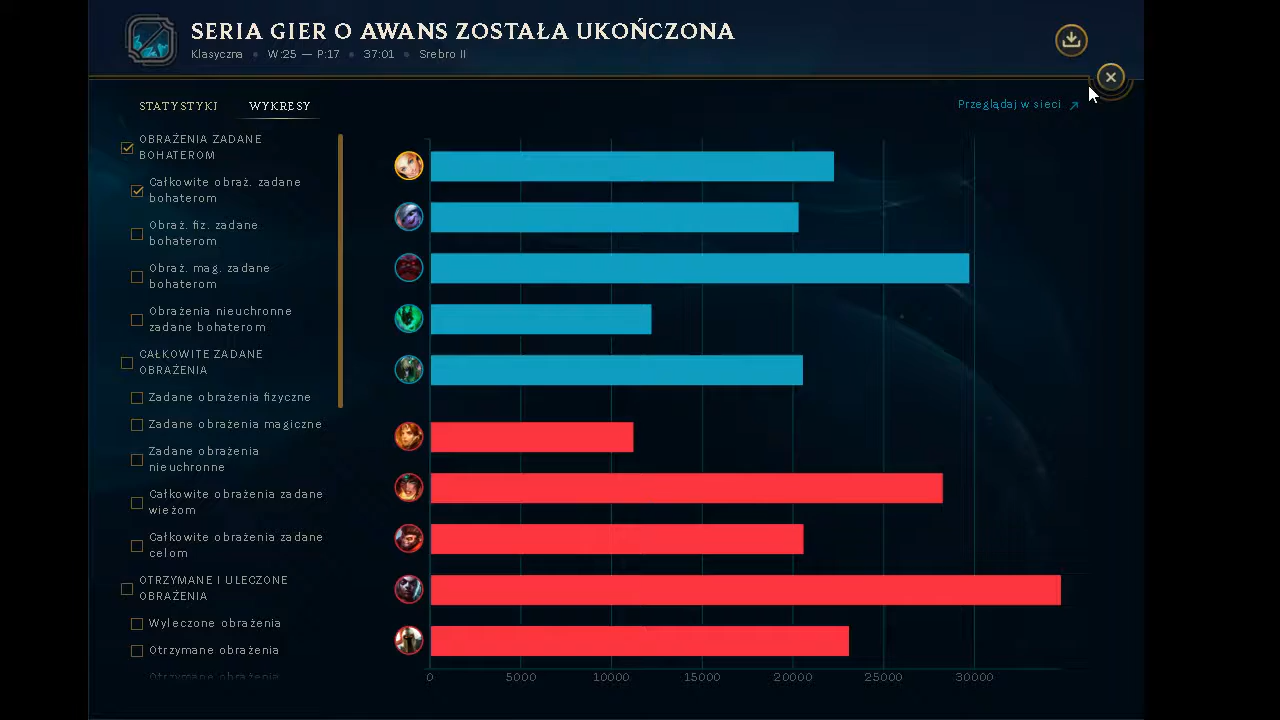 SERIA GIER O AWANS ZOSTAŁA UKOŃCZONA
Klasyczna • W:25 — P:17 • 37:01 • Srebro II
STATYSTYKI WYKRESY
Przeglądaj w sieci
OBRAŻENIA ZADANE
BOHATEROM
Całkowite obraż. zadane
bohaterom
Obraż. fiz. zadane
bohaterom
Obraż. mag. zadane
bohaterom
Obrażenia nieuchronne
zadane bohaterom
CAŁKOWITE ZADANE
OBRAŻENIA
Zadane obrażenia fizyczne
Zadane obrażenia magiczne
Zadane obrażenia
nieuchronne
Całkowite obrażenia zadane
wieżom
Całkowite obrażenia zadane
celom
OTRZYMANE I ULECZONE
OBRAŻENIA
Wyleczone obrażenia
Otrzymane obrażenia
Otrzymane obrażenia
0 5000 10000 15000 20000 25000 30000